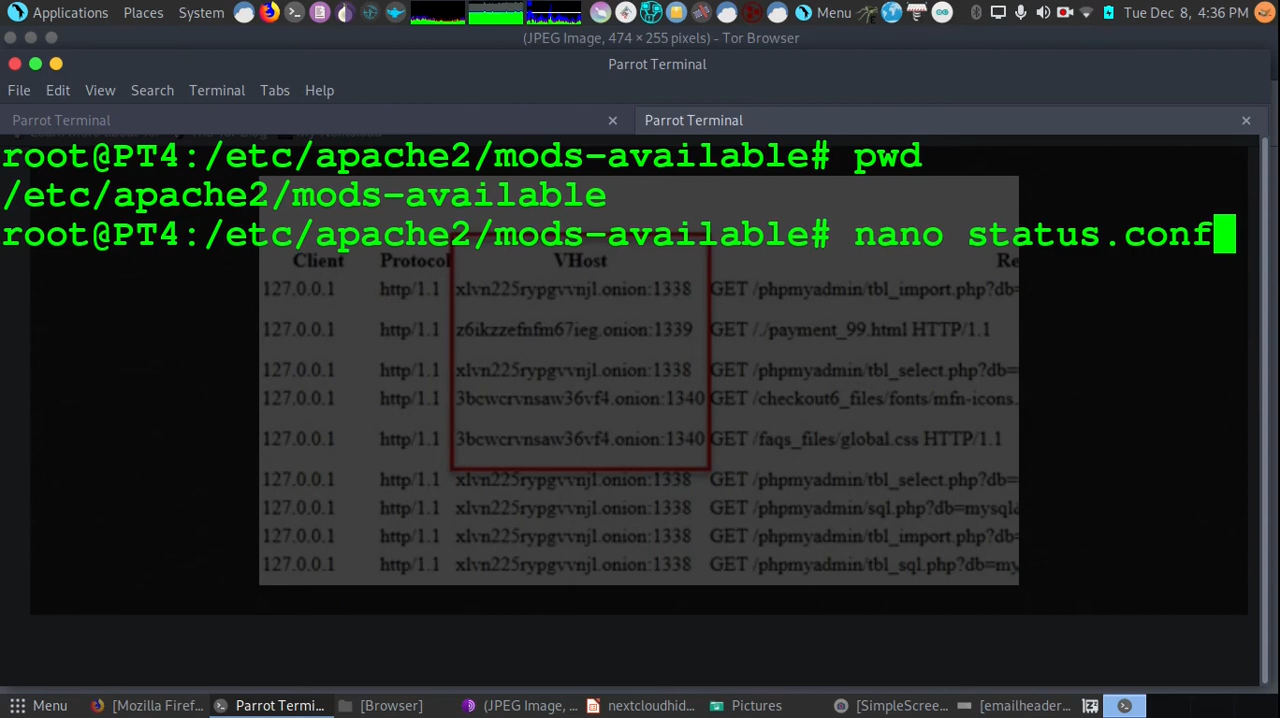 Applications Places System Menu Tue Dec 8, 4:36 PM
(JPEG Image, 474 × 255 pixels) - Tor Browser
Parrot Terminal
File Edit View Search Terminal Tabs Help
Parrot Terminal × Parrot Terminal ×
root@PT4:/etc/apache2/mods-available# pwd
/etc/apache2/mods-available
root@PT4:/etc/apache2/mods-available# nano status.conf
Client Protocol VHost Re
127.0.0.1 http/1.1 xlvn225rypgvvnjl.onion:1338 GET /phpmyadmin/tbl_import.php?db=
127.0.0.1 http/1.1 z6ikzzefnfm67ieg.onion:1339 GET /./payment_99.html HTTP/1.1
127.0.0.1 http/1.1 xlvn225rypgvvnjl.onion:1338 GET /phpmyadmin/tbl_select.php?db=
127.0.0.1 http/1.1 3bcwcrvnsaw36vf4.onion:1340 GET /checkout6_files/fonts/mfn-icons.
127.0.0.1 http/1.1 3bcwcrvnsaw36vf4.onion:1340 GET /faqs_files/global.css HTTP/1.1
127.0.0.1 http/1.1 xlvn225rypgvvnjl.onion:1338 GET /phpmyadmin/tbl_select.php?db=
127.0.0.1 http/1.1 xlvn225rypgvvnjl.onion:1338 GET /phpmyadmin/sql.php?db=mysql
127.0.0.1 http/1.1 xlvn225rypgvvnjl.onion:1338 GET /phpmyadmin/tbl_import.php?db=
127.0.0.1 http/1.1 xlvn225rypgvvnjl.onion:1338 GET /phpmyadmin/tbl_sql.php?db=my
Menu [Mozilla Firef... Parrot Termi... [Browser] (JPEG Image, ... nextcloudhid... Pictures [SimpleScree... [emailheader...